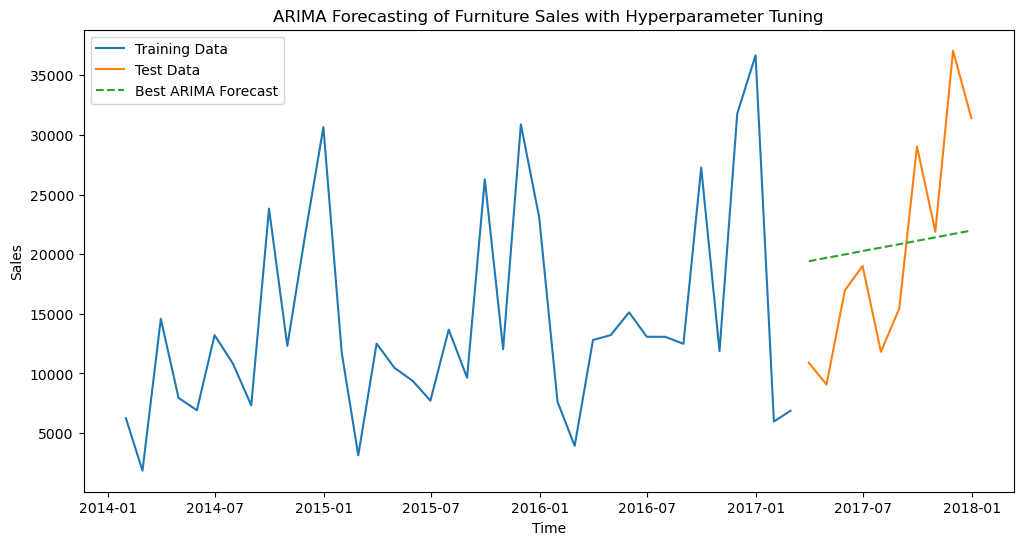 ARIMA Forecasting of Furniture Sales with Hyperparameter Tuning
Training Data
Test Data
Best ARIMA Forecast
35000
30000
25000
20000
15000
10000
5000
Sales
2014-01 2014-07 2015-01 2015-07 2016-01 2016-07 2017-01 2017-07 2018-01
Time